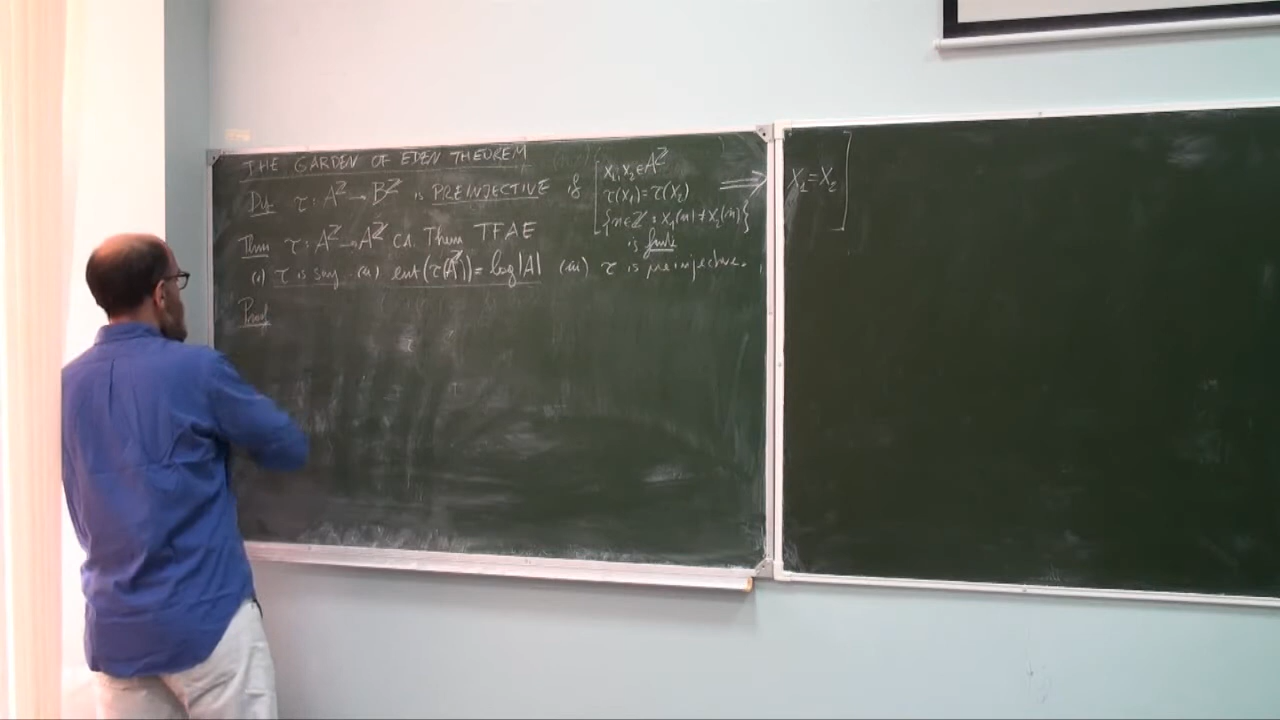 THE GARDEN OF EDEN THEOREM
Def. τ: A^ℤ → B^ℤ is PREINJECTIVE if [ x₁, x₂ ∈ A^ℤ
τ(x₁) = τ(x₂) ⟹ x₁ = x₂ ]
{n ∈ ℤ : x₁(n) ≠ x₂(n)}
is finite
Thm τ: A^ℤ → A^ℤ CA. Then TFAE
(i) τ is surj. (ii) ent(τ(A^ℤ)) = log|A| (iii) τ is preinjective.
Proof